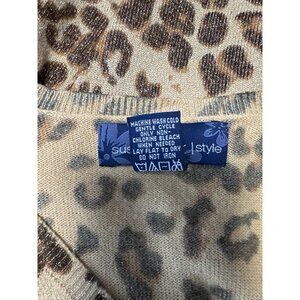 MACHINE WASH COLD
GENTLE CYCLE
ONLY NON-
CHLORINE BLEACH
WHEN NEEDED
LAY FLAT TO DRY
DO NOT IRON
style